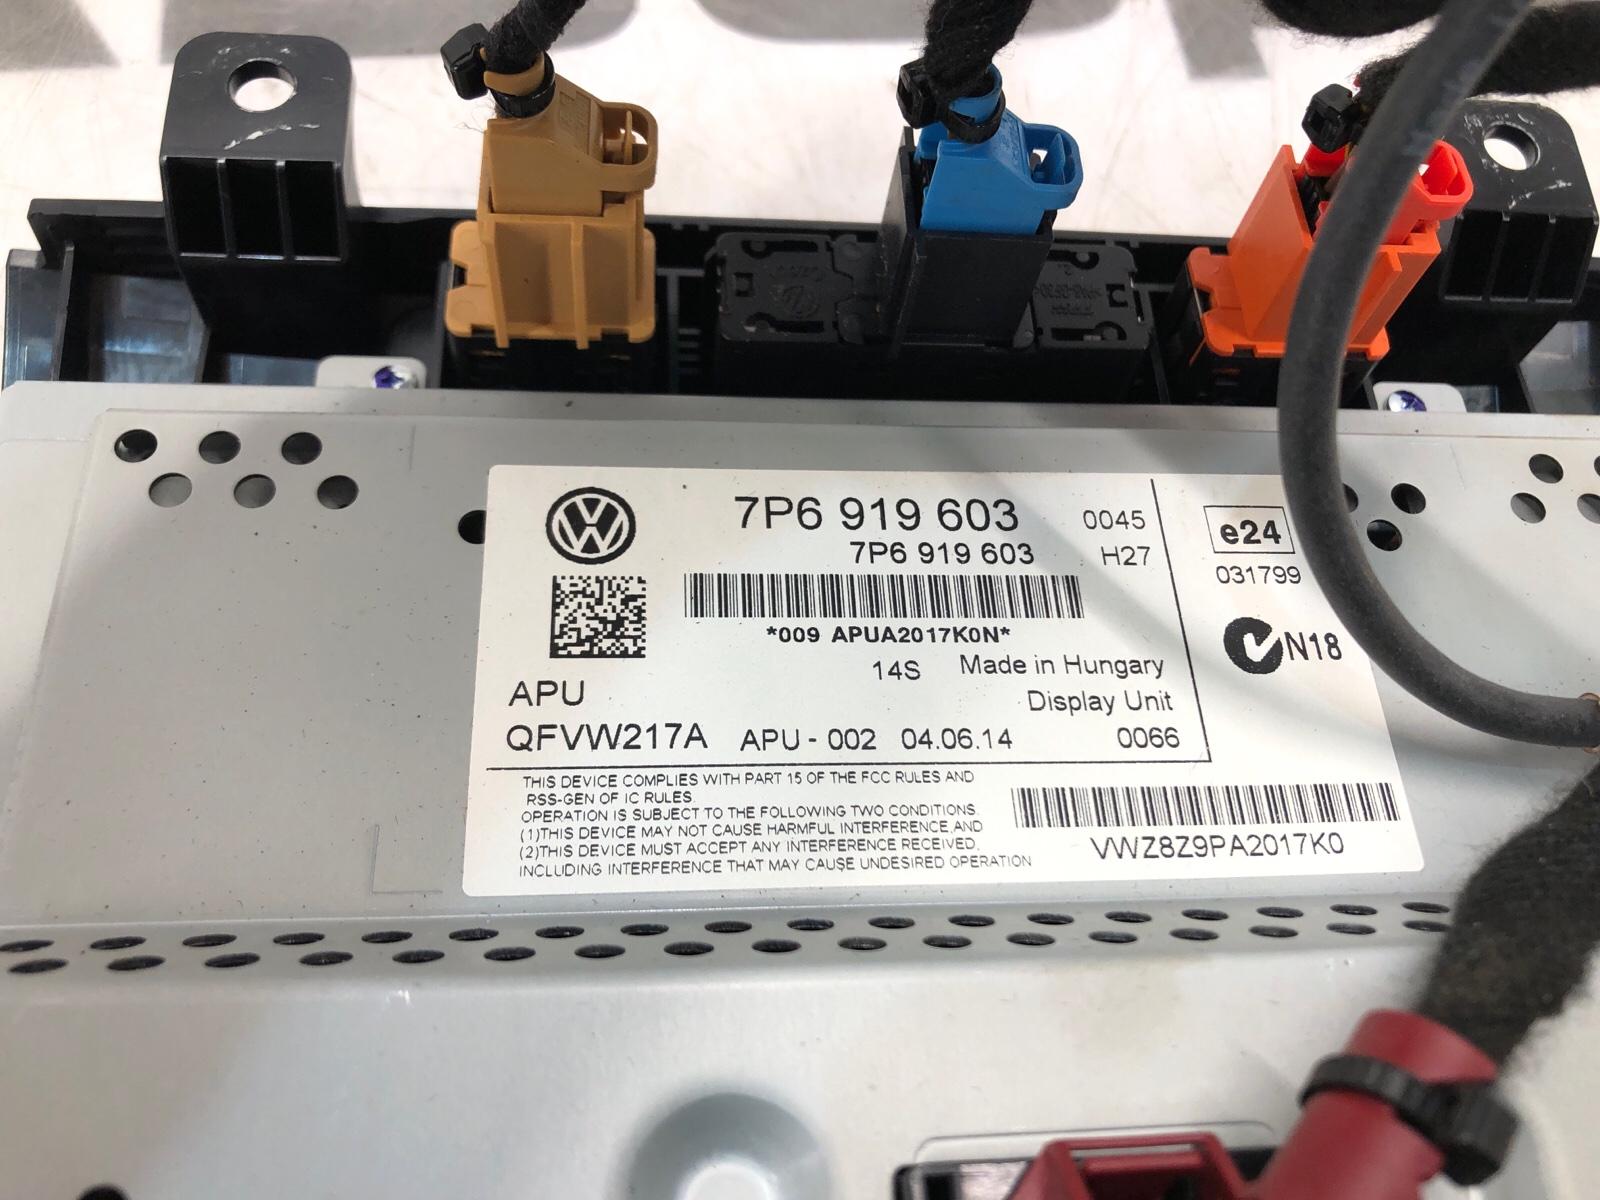 7P6 919 603 0045
7P6 919 603 H27
*009 APUA2017K0N*
14S Made in Hungary
APU Display Unit
QFVW217A APU - 002 04.06.14 0066
e24
031799
N18
THIS DEVICE COMPLIES WITH PART 15 OF THE FCC RULES AND
RSS-GEN OF IC RULES.
OPERATION IS SUBJECT TO THE FOLLOWING TWO CONDITIONS.
(1)THIS DEVICE MAY NOT CAUSE HARMFUL INTERFERENCE,AND
(2)THIS DEVICE MUST ACCEPT ANY INTERFERENCE RECEIVED,
INCLUDING INTERFERENCE THAT MAY CAUSE UNDESIRED OPERATION
VWZ8Z9PA2017K0